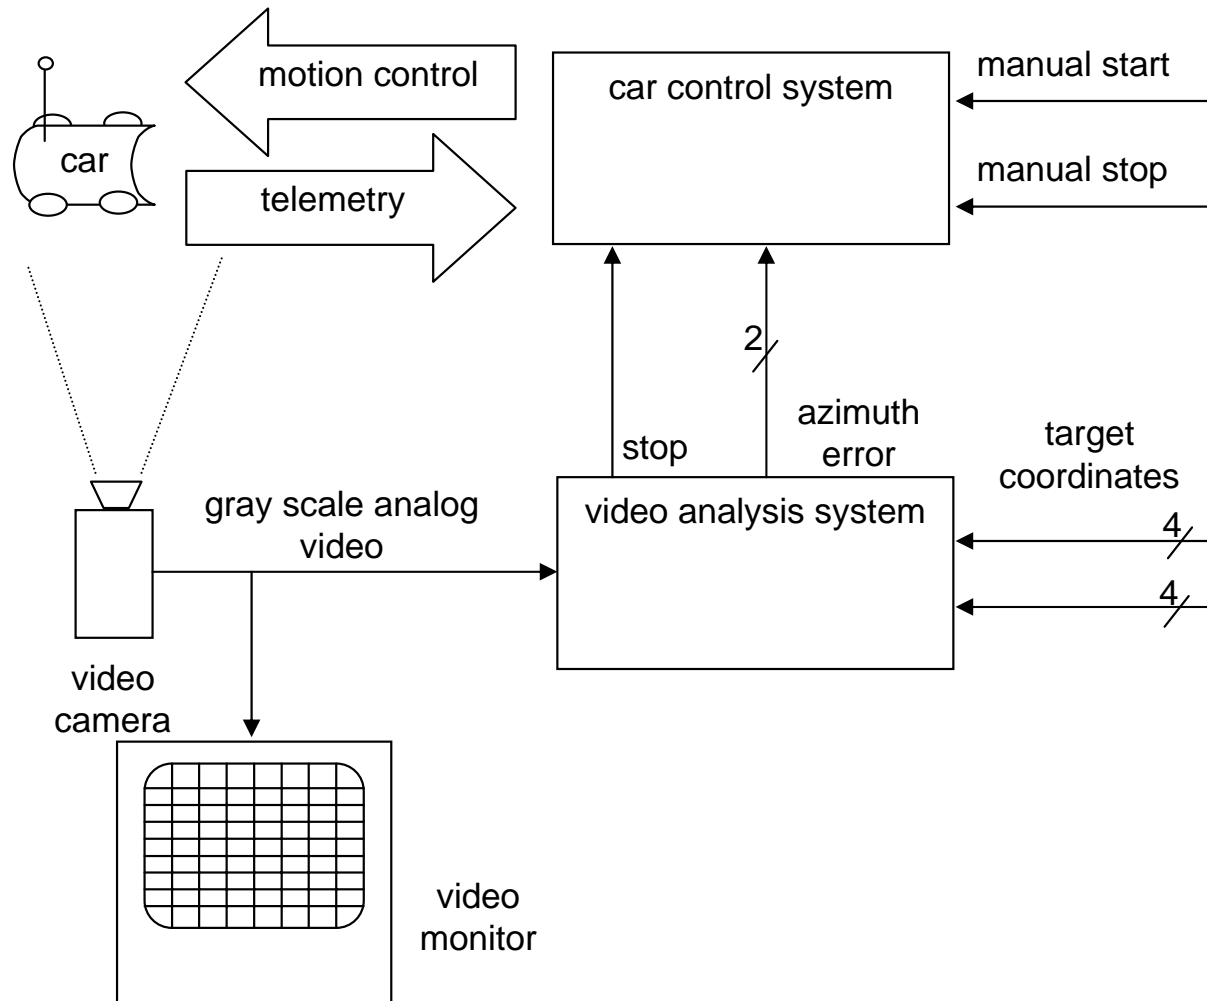 motion control
car control system
manual start
car
manual stop
telemetry
2
azimuth
error
stop
target
coordinates
gray scale analog
video
video analysis system
4
4
video
camera
video
monitor